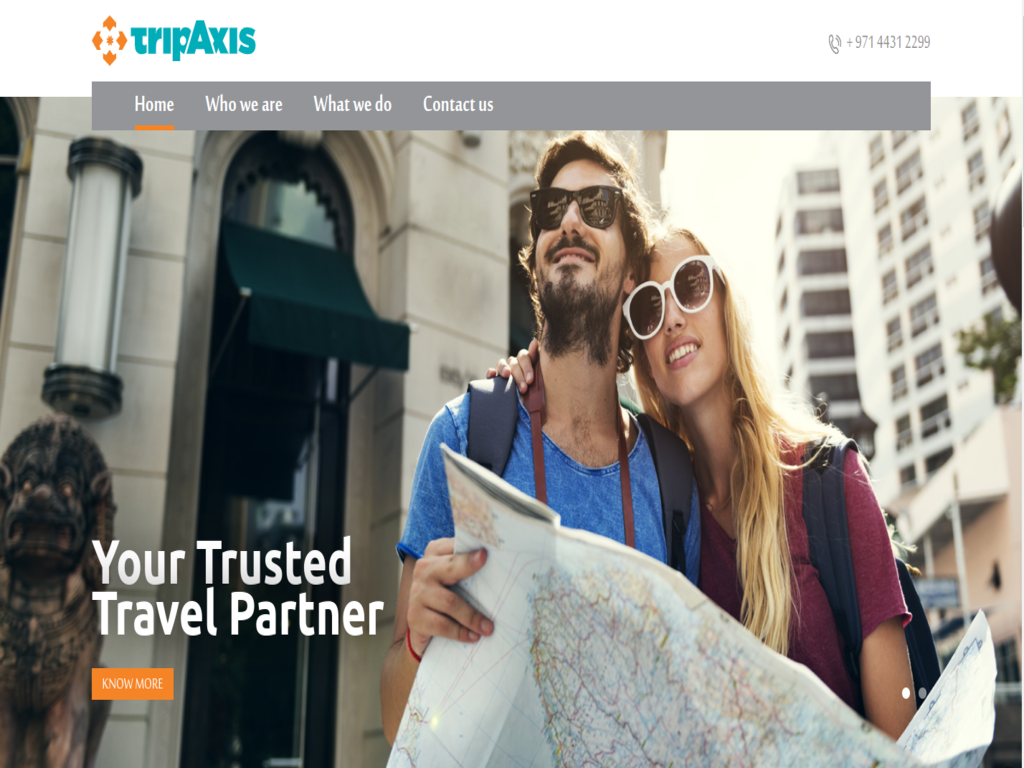 tripAxis
+ 971 4431 2299
Home Who we are What we do Contact us
Your Trusted
Travel Partner
KNOW MORE